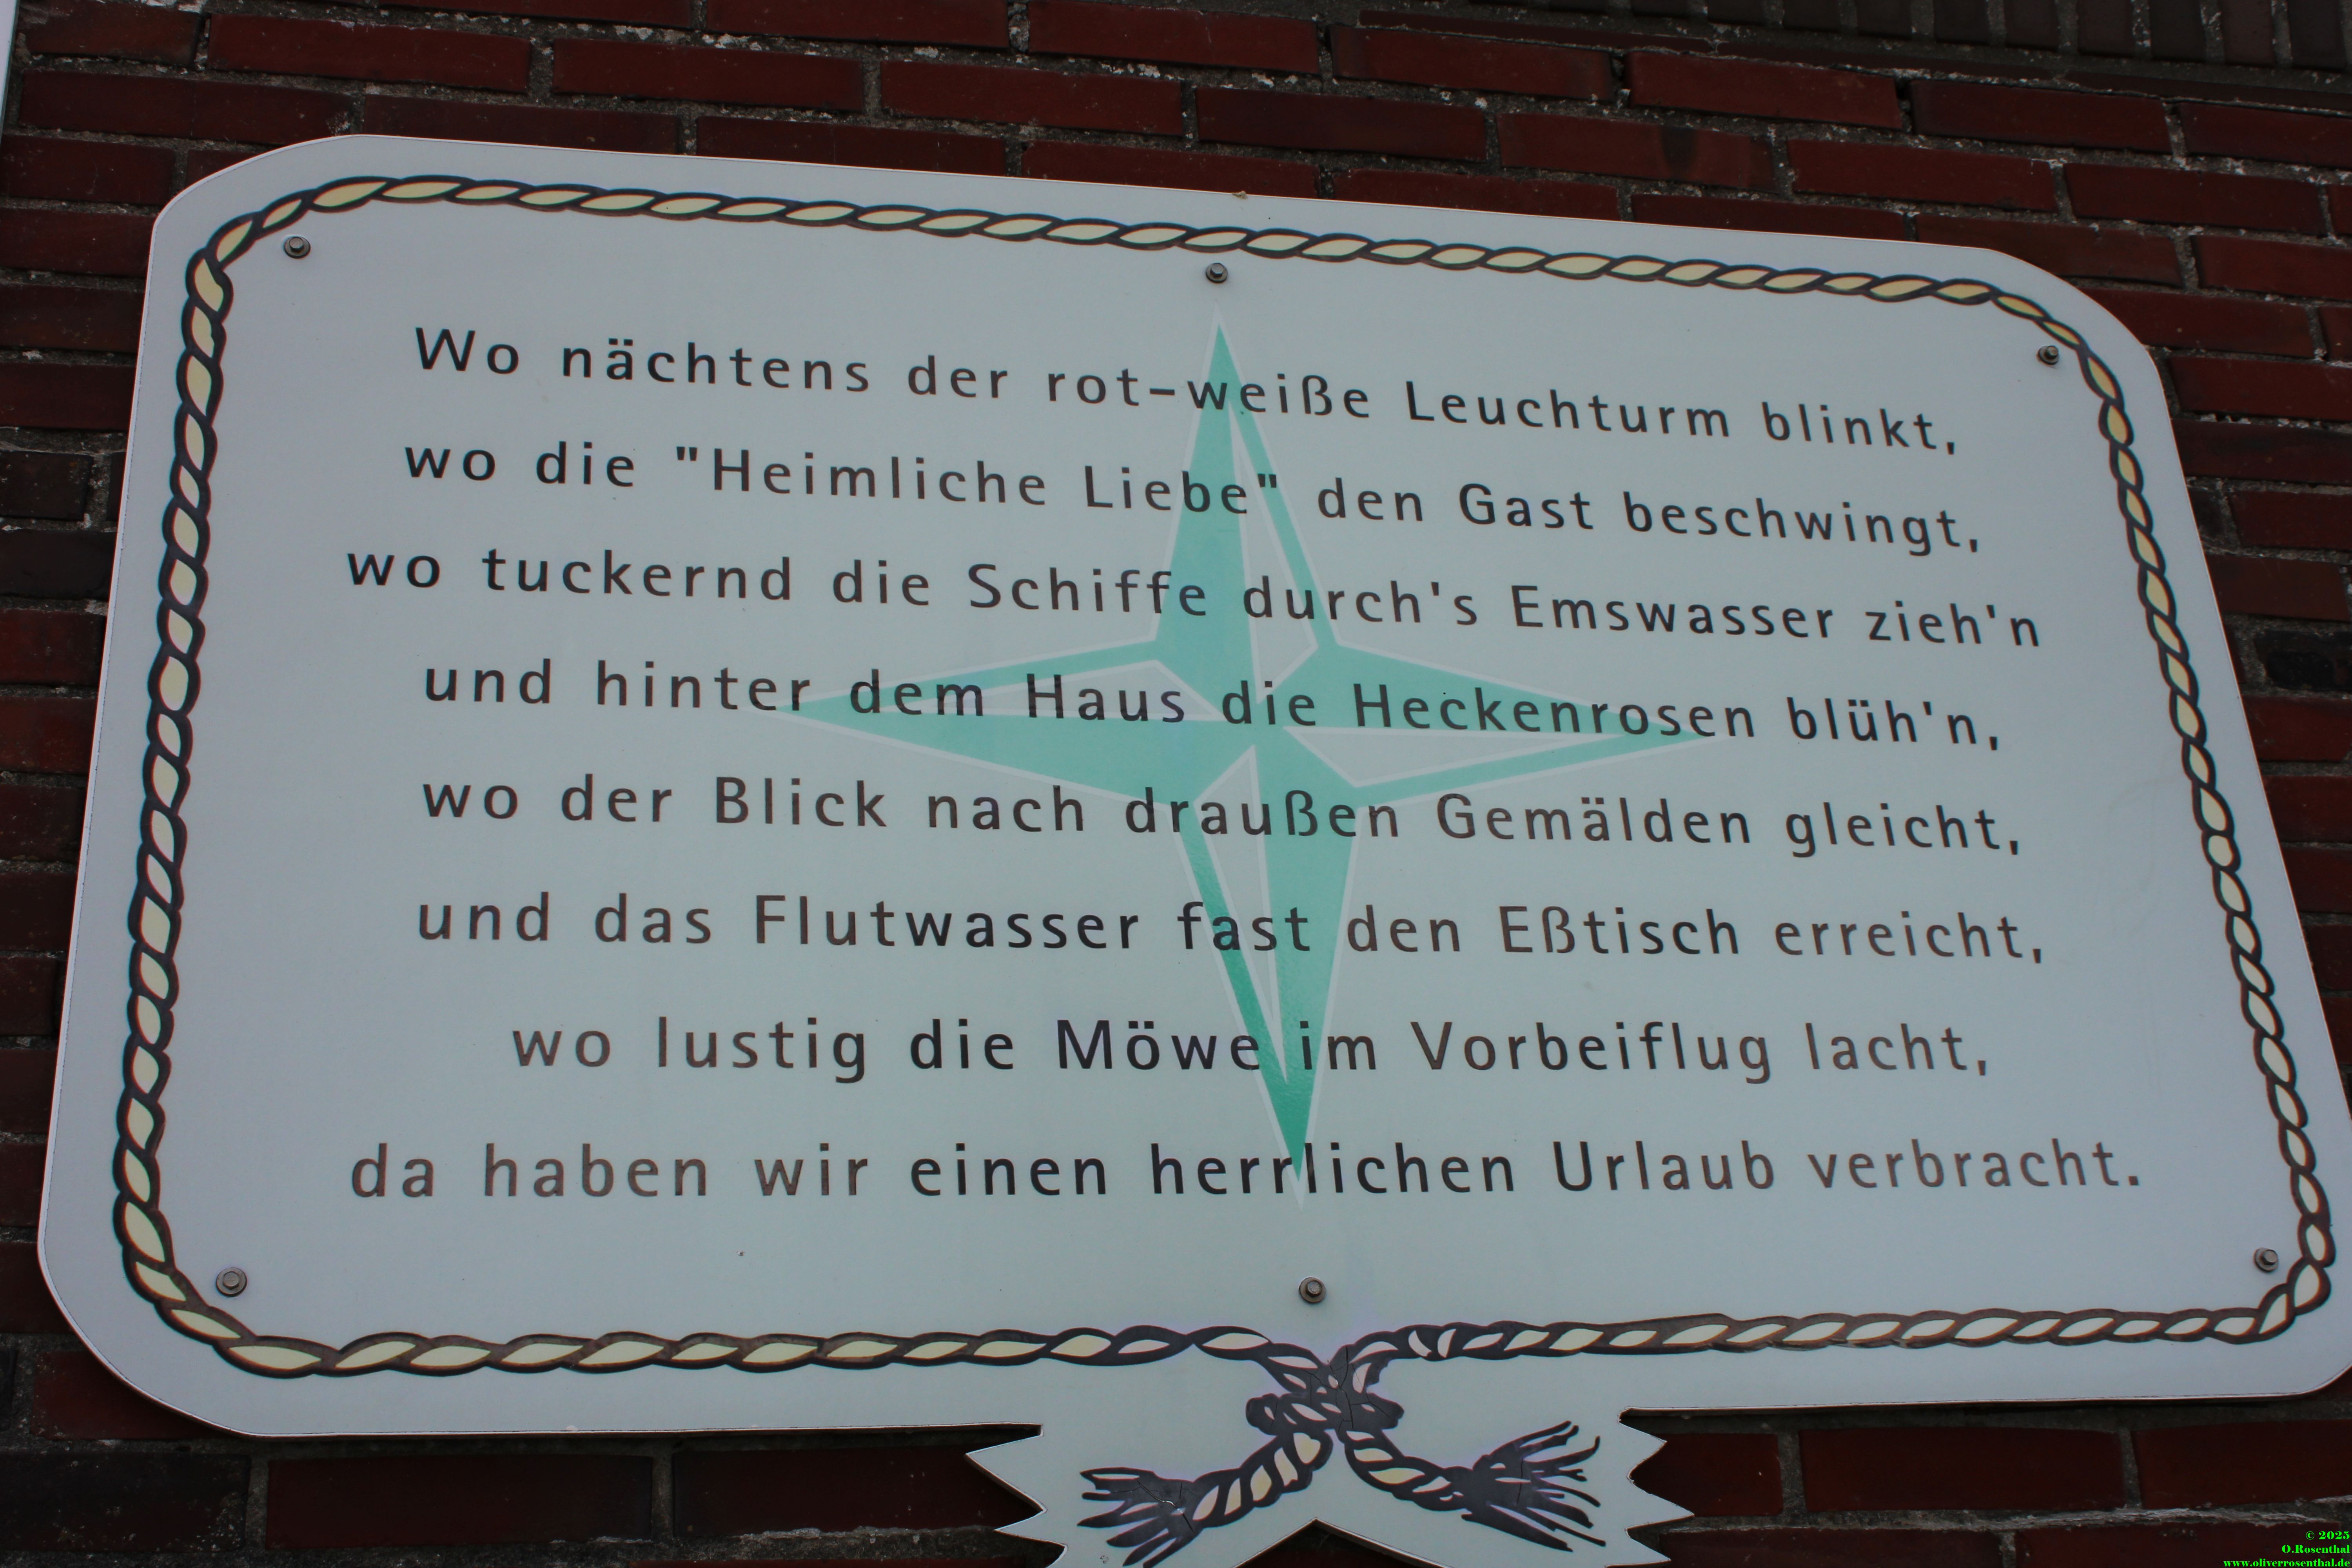 Wo nächtens der rot-weiße Leuchturm blinkt,
wo die "Heimliche Liebe" den Gast beschwingt,
wo tuckernd die Schiffe durch's Emswasser zieh'n
und hinter dem Haus die Heckenrosen blüh'n,
wo der Blick nach draußen Gemälden gleicht,
und das Flutwasser fast den Eßtisch erreicht,
wo lustig die Möwe im Vorbeiflug lacht,
da haben wir einen herrlichen Urlaub verbracht.
© 2025
O.Rosenthal
www.oliverrosenthal.de